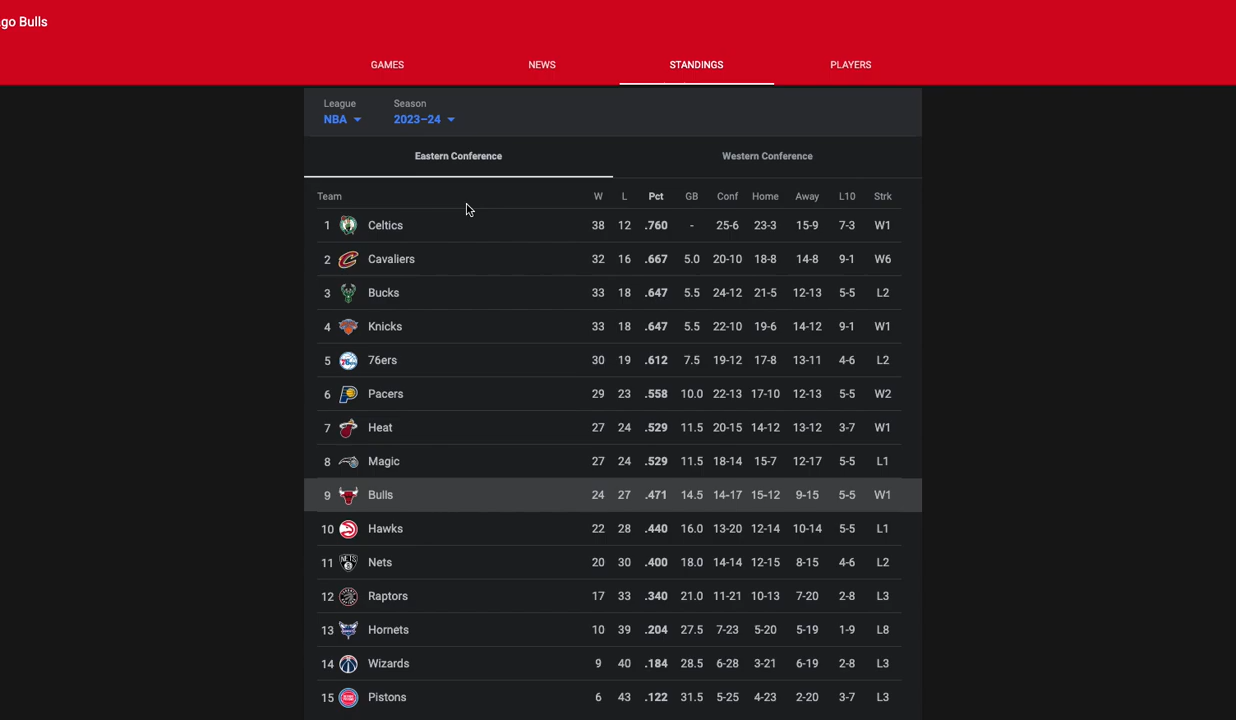 go Bulls
GAMES NEWS STANDINGS PLAYERS
League Season
NBA 2023–24
Eastern Conference Western Conference
Team W L Pct GB Conf Home Away L10 Strk
1 Celtics 38 12 .760 - 25-6 23-3 15-9 7-3 W1
2 Cavaliers 32 16 .667 5.0 20-10 18-8 14-8 9-1 W6
3 Bucks 33 18 .647 5.5 24-12 21-5 12-13 5-5 L2
4 Knicks 33 18 .647 5.5 22-10 19-6 14-12 9-1 W1
5 76ers 30 19 .612 7.5 19-12 17-8 13-11 4-6 L2
6 Pacers 29 23 .558 10.0 22-13 17-10 12-13 5-5 W2
7 Heat 27 24 .529 11.5 20-15 14-12 13-12 3-7 W1
8 Magic 27 24 .529 11.5 18-14 15-7 12-17 5-5 L1
9 Bulls 24 27 .471 14.5 14-17 15-12 9-15 5-5 W1
10 Hawks 22 28 .440 16.0 13-20 12-14 10-14 5-5 L1
11 Nets 20 30 .400 18.0 14-14 12-15 8-15 4-6 L2
12 Raptors 17 33 .340 21.0 11-21 10-13 7-20 2-8 L3
13 Hornets 10 39 .204 27.5 7-23 5-20 5-19 1-9 L8
14 Wizards 9 40 .184 28.5 6-28 3-21 6-19 2-8 L3
15 Pistons 6 43 .122 31.5 5-25 4-23 2-20 3-7 L3